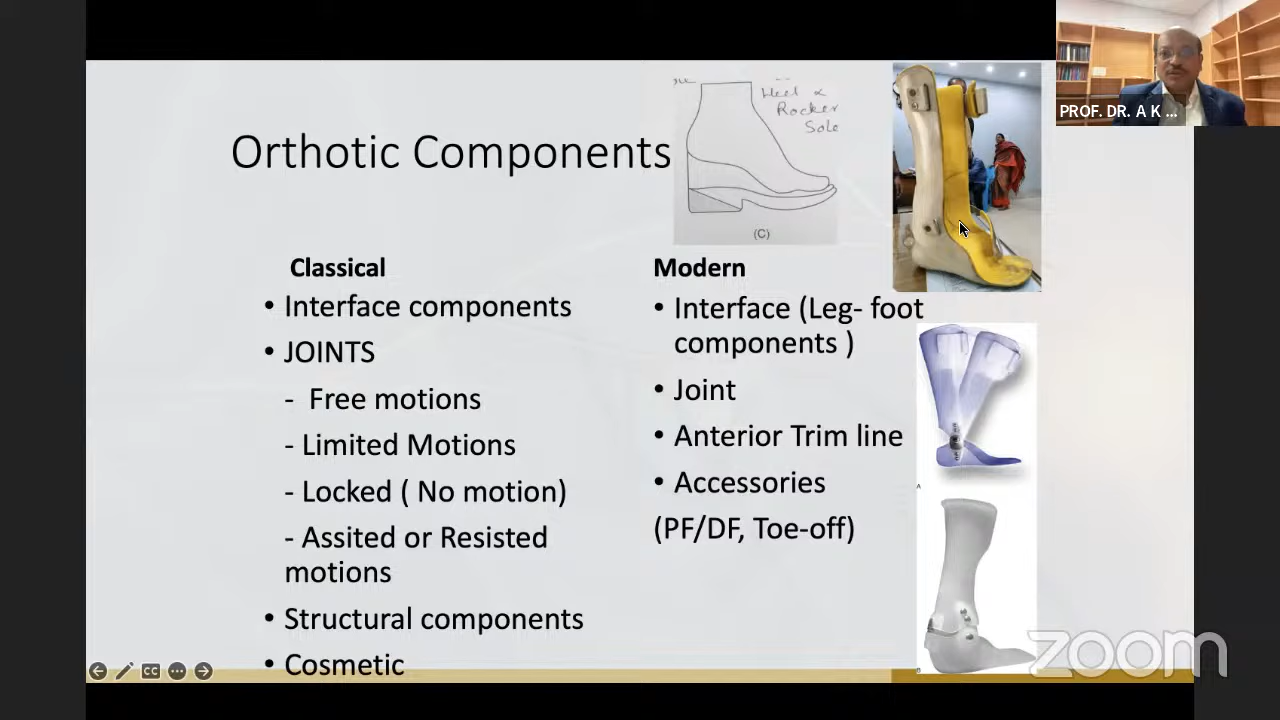 PROF. DR. A K ...
Heel &
Rocker
Sole
Orthotic Components
(C)
Classical
• Interface components
• JOINTS
- Free motions
- Limited Motions
- Locked ( No motion)
- Assited or Resisted
motions
• Structural components
• Cosmetic
Modern
• Interface (Leg- foot
components )
• Joint
• Anterior Trim line
• Accessories
(PF/DF, Toe-off)
A
B
CC
zoom